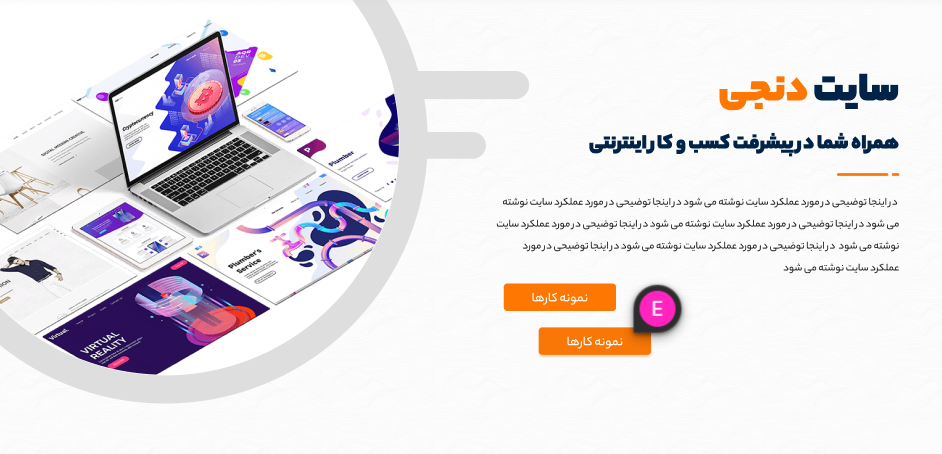 سایت دنجی
همراه شما در پیشرفت کسب و کار اینترنتی
در اینجا توضیحی در مورد عملکرد سایت نوشته می شود در اینجا توضیحی در مورد عملکرد سایت نوشته
می شود در اینجا توضیحی در مورد عملکرد سایت نوشته می شود در اینجا توضیحی در مورد عملکرد سایت
نوشته می شود در اینجا توضیحی در مورد عملکرد سایت نوشته می شود در اینجا توضیحی در مورد
عملکرد سایت نوشته می شود
نمونه کارها
E
نمونه کارها
Cryptocurrency
DIGITAL MODERN CREATOR
Plumber
Plumber's
Service
Virtual
VIRTUAL
REALITY